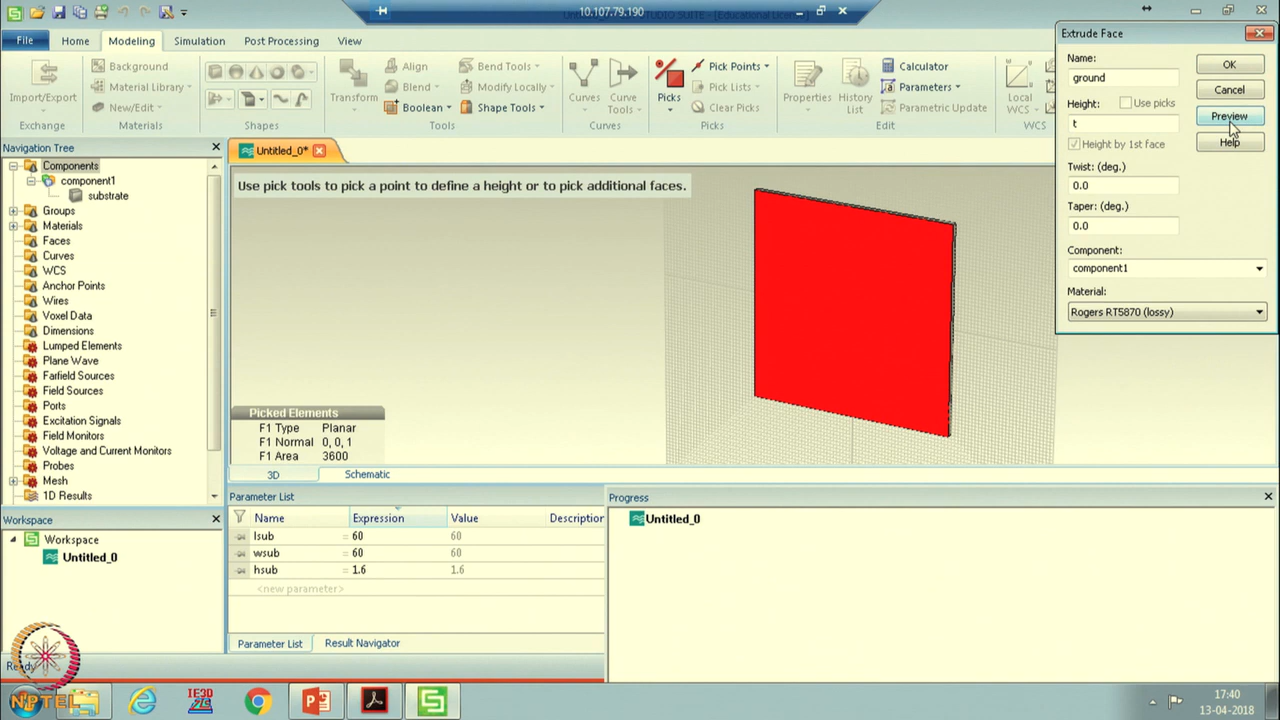 10.107.79.190
File
Home
Modeling
Simulation
Post Processing
View
Import/Export
Exchange
Background
Material Library
New/Edit
Materials
Shapes
Transform
Align
Blend
Boolean
Bend Tools
Modify Locally
Shape Tools
Tools
Curves
Curve Tools
Curves
Picks
Pick Points
Pick Lists
Clear Picks
Picks
Properties
History List
Calculator
Parameters
Parametric Update
Edit
Local WCS
WCS
Extrude Face
Name:
ground
Height:
Use picks
t
Height by 1st face
Twist: (deg.)
0.0
Taper: (deg.)
0.0
Component:
component1
Material:
Rogers RT5870 (lossy)
OK
Cancel
Preview
Help
Navigation Tree
Components
component1
substrate
Groups
Materials
Faces
Curves
WCS
Anchor Points
Wires
Voxel Data
Dimensions
Lumped Elements
Plane Wave
Farfield Sources
Field Sources
Ports
Excitation Signals
Field Monitors
Voltage and Current Monitors
Probes
Mesh
1D Results
Untitled_0*
Use pick tools to pick a point to define a height or to pick additional faces.
Picked Elements
F1 Type Planar
F1 Normal 0, 0, 1
F1 Area 3600
3D
Schematic
Workspace
Workspace
Untitled_0
Parameter List
Name Expression Value Description
lsub = 60 60
wsub = 60 60
hsub = 1.6 1.6
<new parameter>
Parameter List
Result Navigator
Progress
Untitled_0
NPTEL
IE3D
17:40
13-04-2018